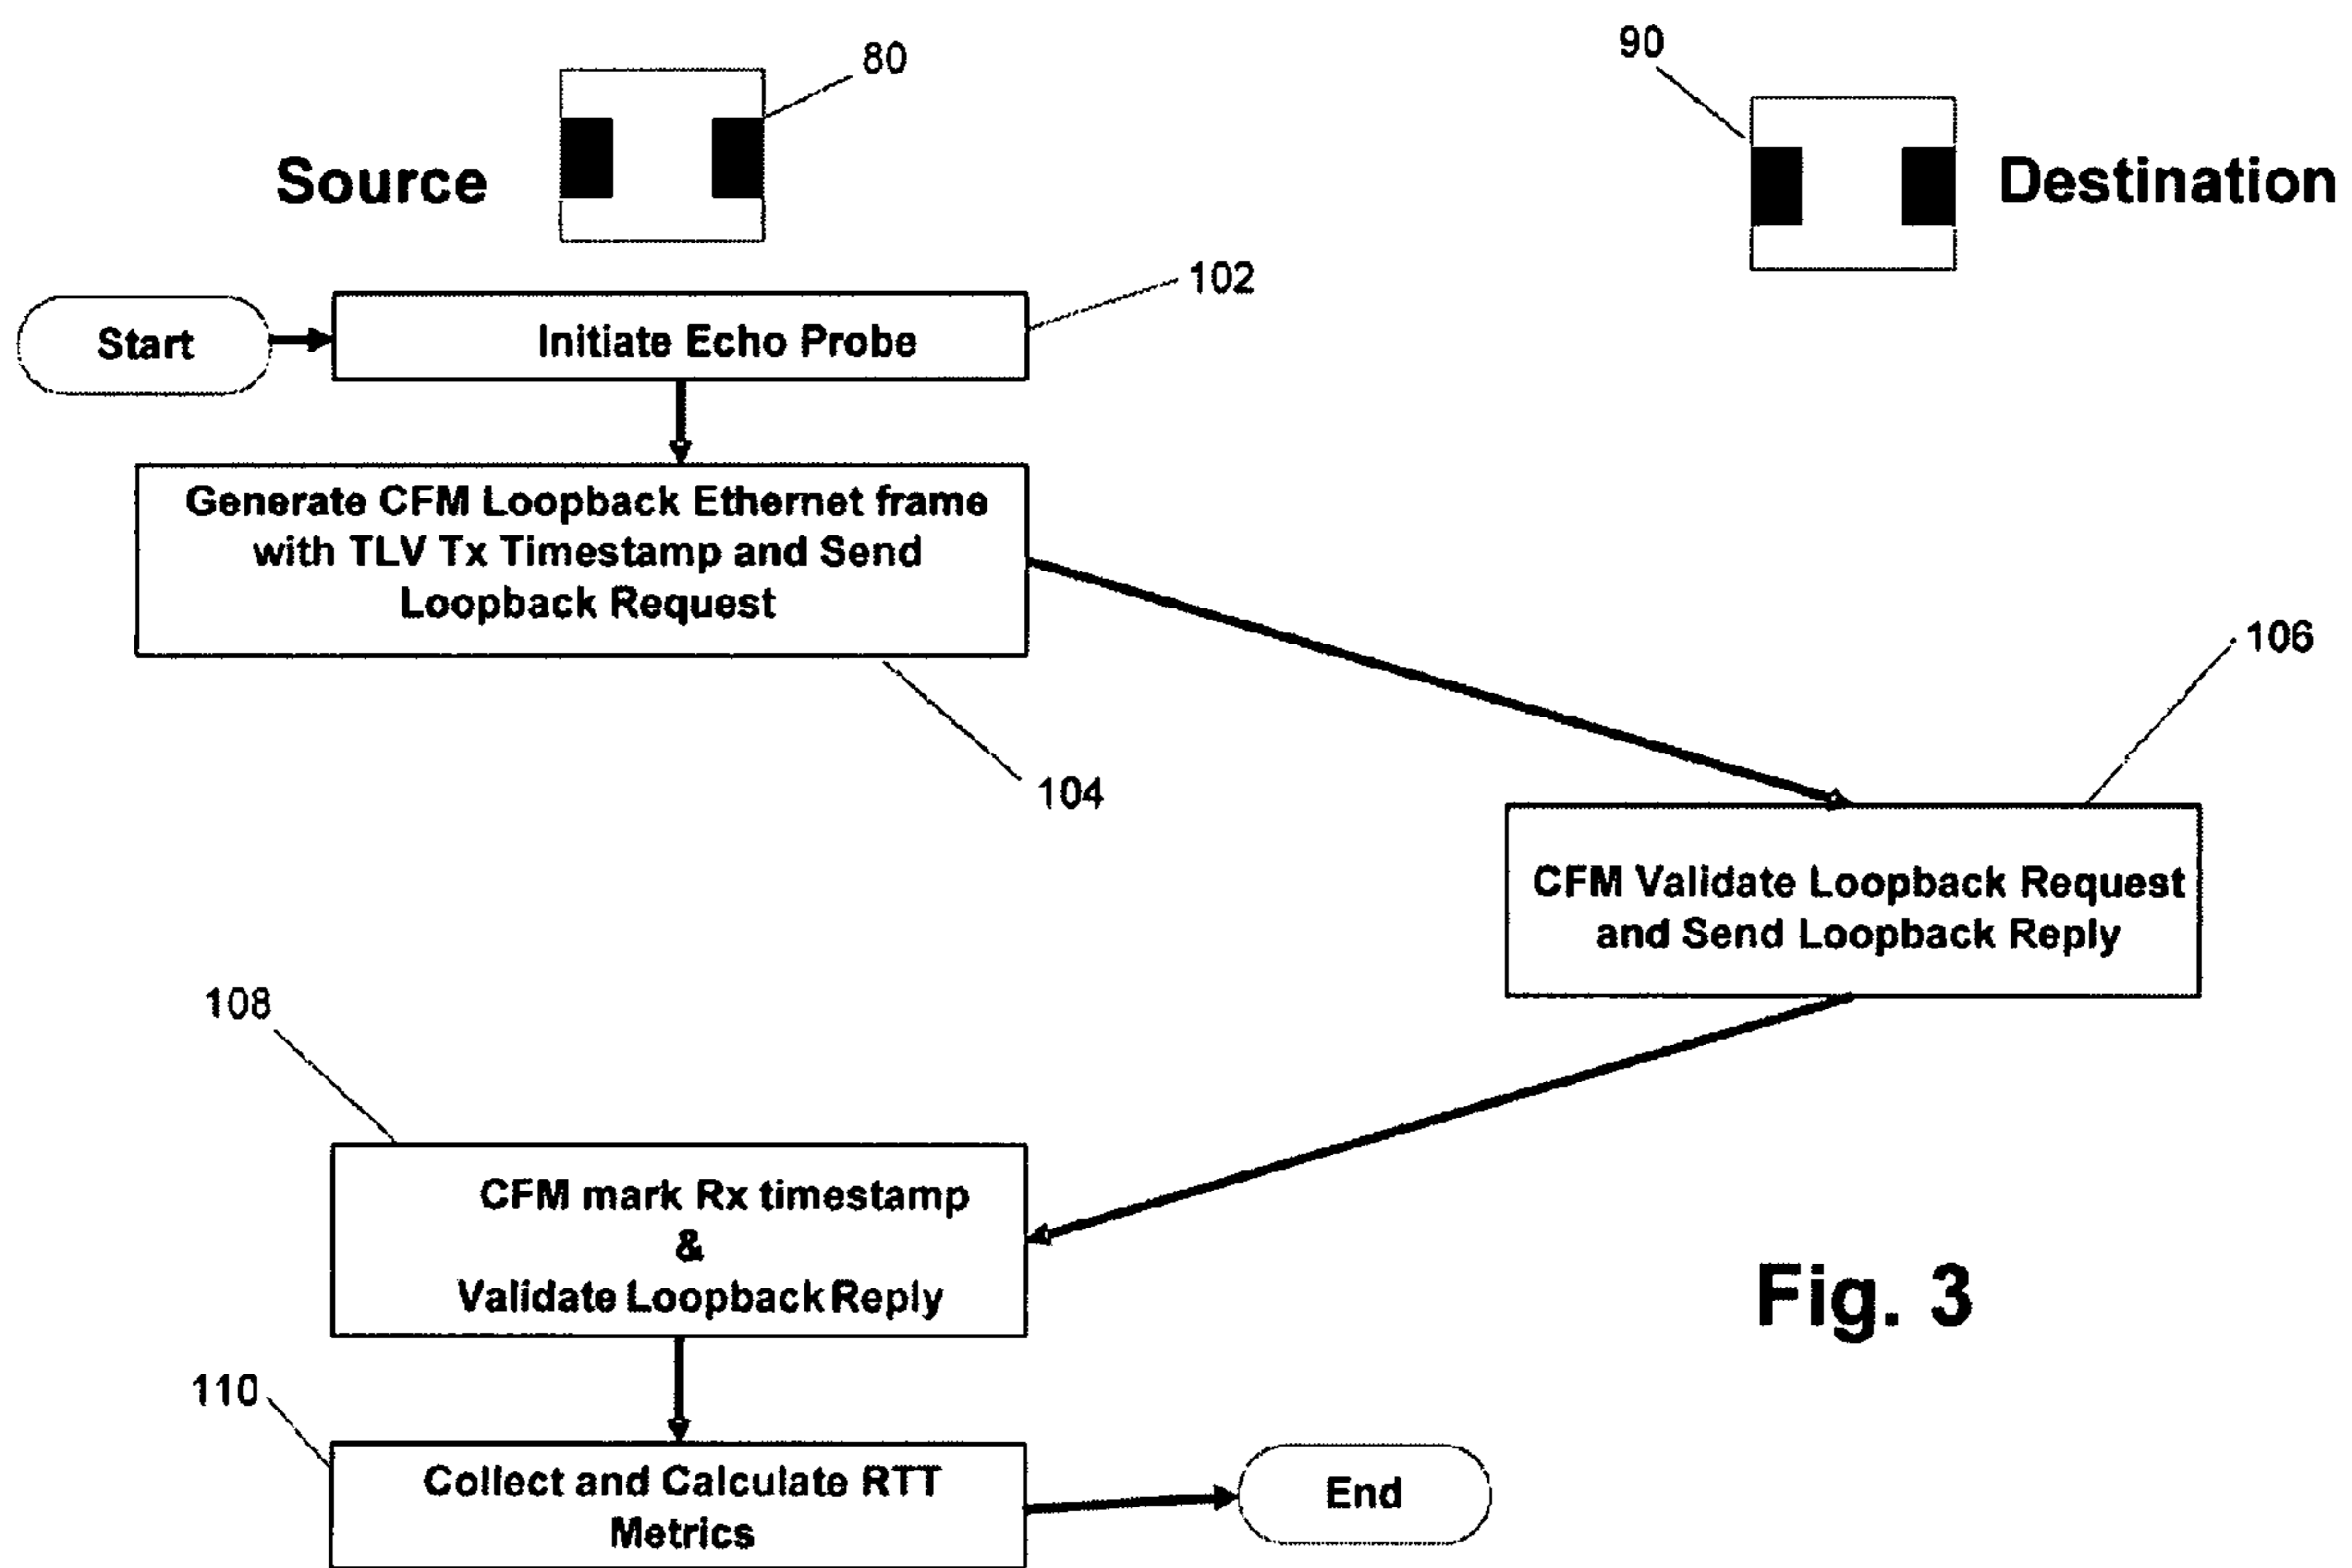 80
90
Source
Destination
102
Start
Initiate Echo Probe
Generate CFM Loopback Ethernet frame
with TLV Tx Timestamp and Send
Loopback Request
106
104
CFM Validate Loopback Request
and Send Loopback Reply
108
CFM mark Rx timestamp
&
Validate Loopback Reply
Fig. 3
110
Collect and Calculate RTT
Metrics
End